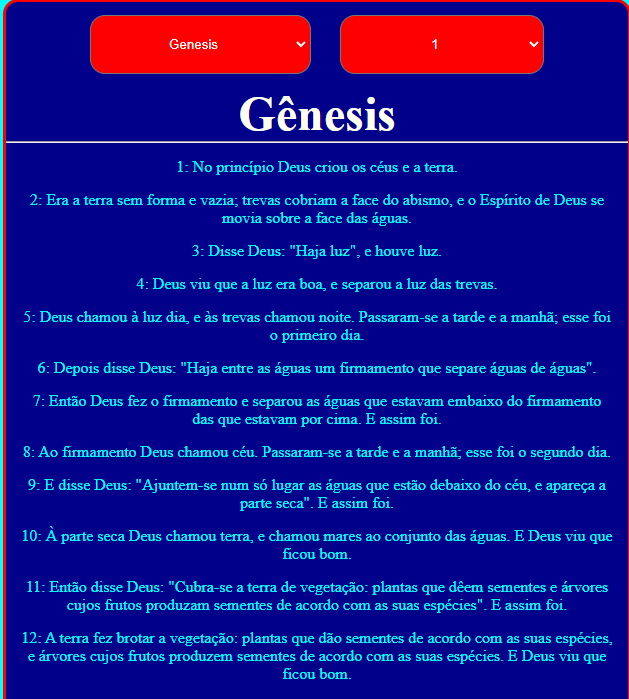 Genesis
1
Gênesis
1: No princípio Deus criou os céus e a terra.
2: Era a terra sem forma e vazia; trevas cobriam a face do abismo, e o Espírito de Deus se
movia sobre a face das águas.
3: Disse Deus: "Haja luz", e houve luz.
4: Deus viu que a luz era boa, e separou a luz das trevas.
5: Deus chamou à luz dia, e às trevas chamou noite. Passaram-se a tarde e a manhã; esse foi
o primeiro dia.
6: Depois disse Deus: "Haja entre as águas um firmamento que separe águas de águas".
7: Então Deus fez o firmamento e separou as águas que estavam embaixo do firmamento
das que estavam por cima. E assim foi.
8: Ao firmamento Deus chamou céu. Passaram-se a tarde e a manhã; esse foi o segundo dia.
9: E disse Deus: "Ajuntem-se num só lugar as águas que estão debaixo do céu, e apareça a
parte seca". E assim foi.
10: À parte seca Deus chamou terra, e chamou mares ao conjunto das águas. E Deus viu que
ficou bom.
11: Então disse Deus: "Cubra-se a terra de vegetação: plantas que dêem sementes e árvores
cujos frutos produzam sementes de acordo com as suas espécies". E assim foi.
12: A terra fez brotar a vegetação: plantas que dão sementes de acordo com as suas espécies,
e árvores cujos frutos produzem sementes de acordo com as suas espécies. E Deus viu que
ficou bom.